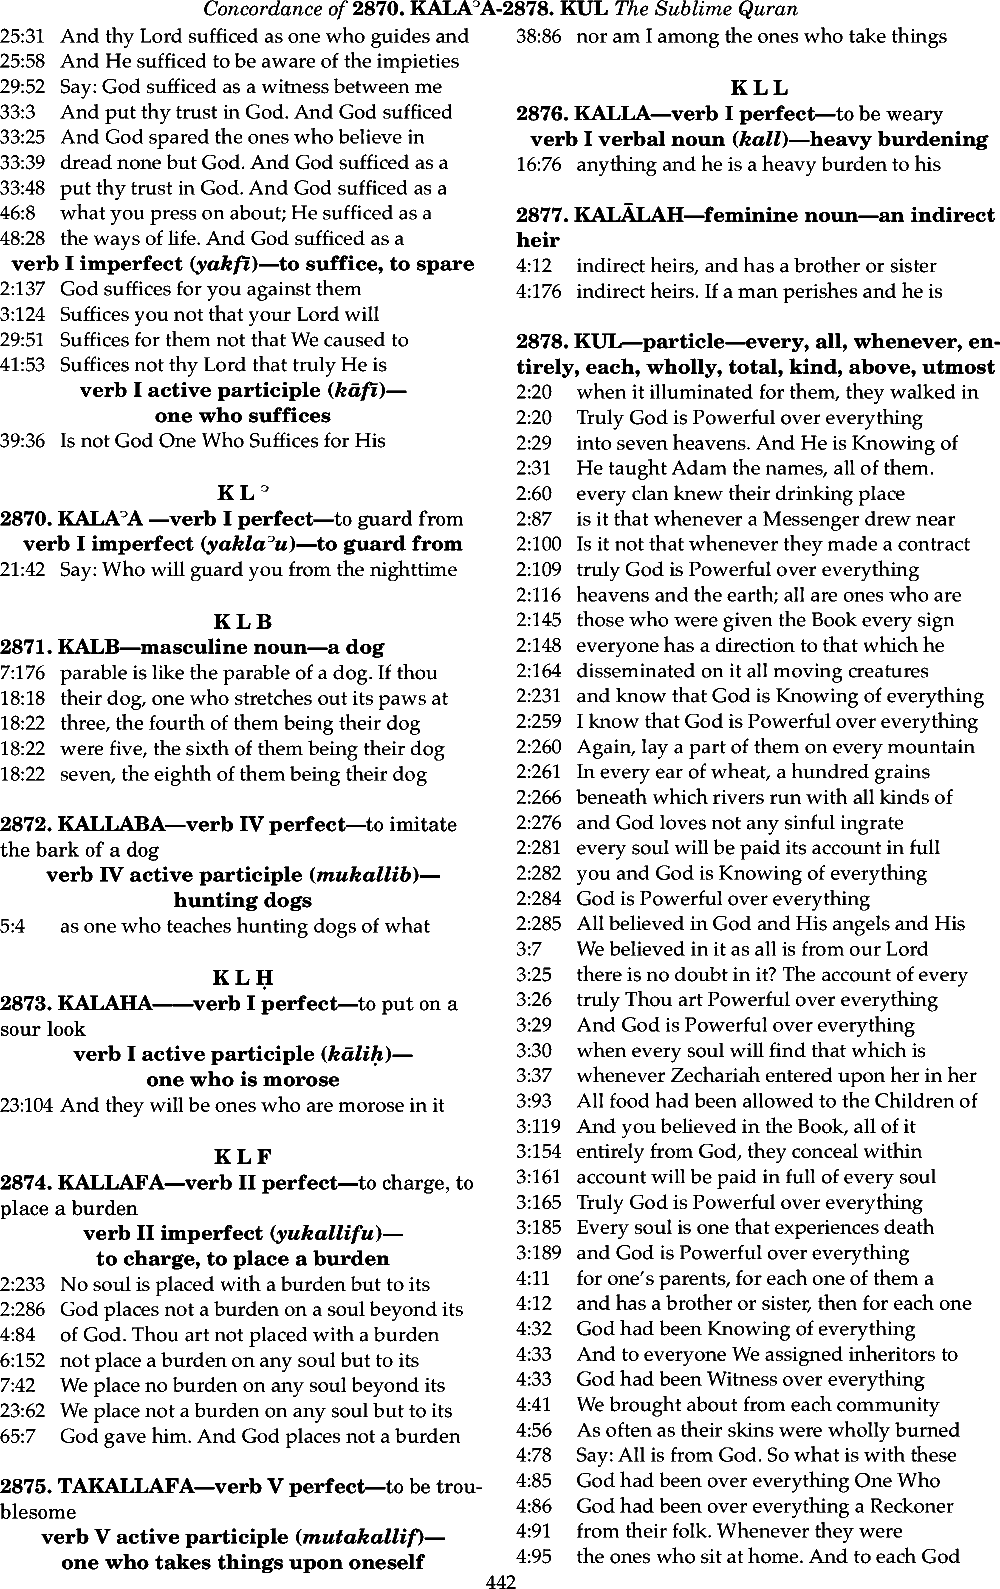 Concordance of 2870. KALAᵓA-2878. KUL The Sublime Quran
25:31 And thy Lord sufficed as one who guides and
25:58 And He sufficed to be aware of the impieties
29:52 Say: God sufficed as a witness between me
33:3 And put thy trust in God. And God sufficed
33:25 And God spared the ones who believe in
33:39 dread none but God. And God sufficed as a
33:48 put thy trust in God. And God sufficed as a
46:8 what you press on about; He sufficed as a
48:28 the ways of life. And God sufficed as a
verb I imperfect (yakfī)—to suffice, to spare
2:137 God suffices for you against them
3:124 Suffices you not that your Lord will
29:51 Suffices for them not that We caused to
41:53 Suffices not thy Lord that truly He is
verb I active participle (kāfī)—
one who suffices
39:36 Is not God One Who Suffices for His
K L ᵓ
2870. KALAᵓA —verb I perfect—to guard from
verb I imperfect (yaklaᵓu)—to guard from
21:42 Say: Who will guard you from the nighttime
K L B
2871. KALB—masculine noun—a dog
7:176 parable is like the parable of a dog. If thou
18:18 their dog, one who stretches out its paws at
18:22 three, the fourth of them being their dog
18:22 were five, the sixth of them being their dog
18:22 seven, the eighth of them being their dog
2872. KALLABA—verb IV perfect—to imitate
the bark of a dog
verb IV active participle (mukallib)—
hunting dogs
5:4 as one who teaches hunting dogs of what
K L Ḥ
2873. KALAHA——verb I perfect—to put on a
sour look
verb I active participle (kāliḥ)—
one who is morose
23:104 And they will be ones who are morose in it
K L F
2874. KALLAFA—verb II perfect—to charge, to
place a burden
verb II imperfect (yukallifu)—
to charge, to place a burden
2:233 No soul is placed with a burden but to its
2:286 God places not a burden on a soul beyond its
4:84 of God. Thou art not placed with a burden
6:152 not place a burden on any soul but to its
7:42 We place no burden on any soul beyond its
23:62 We place not a burden on any soul but to its
65:7 God gave him. And God places not a burden
2875. TAKALLAFA—verb V perfect—to be trou-
blesome
verb V active participle (mutakallif)—
one who takes things upon oneself
38:86 nor am I among the ones who take things
K L L
2876. KALLA—verb I perfect—to be weary
verb I verbal noun (kall)—heavy burdening
16:76 anything and he is a heavy burden to his
2877. KALĀLAH—feminine noun—an indirect
heir
4:12 indirect heirs, and has a brother or sister
4:176 indirect heirs. If a man perishes and he is
2878. KUL—particle—every, all, whenever, en-
tirely, each, wholly, total, kind, above, utmost
2:20 when it illuminated for them, they walked in
2:20 Truly God is Powerful over everything
2:29 into seven heavens. And He is Knowing of
2:31 He taught Adam the names, all of them.
2:60 every clan knew their drinking place
2:87 is it that whenever a Messenger drew near
2:100 Is it not that whenever they made a contract
2:109 truly God is Powerful over everything
2:116 heavens and the earth; all are ones who are
2:145 those who were given the Book every sign
2:148 everyone has a direction to that which he
2:164 disseminated on it all moving creatures
2:231 and know that God is Knowing of everything
2:259 I know that God is Powerful over everything
2:260 Again, lay a part of them on every mountain
2:261 In every ear of wheat, a hundred grains
2:266 beneath which rivers run with all kinds of
2:276 and God loves not any sinful ingrate
2:281 every soul will be paid its account in full
2:282 you and God is Knowing of everything
2:284 God is Powerful over everything
2:285 All believed in God and His angels and His
3:7 We believed in it as all is from our Lord
3:25 there is no doubt in it? The account of every
3:26 truly Thou art Powerful over everything
3:29 And God is Powerful over everything
3:30 when every soul will find that which is
3:37 whenever Zechariah entered upon her in her
3:93 All food had been allowed to the Children of
3:119 And you believed in the Book, all of it
3:154 entirely from God, they conceal within
3:161 account will be paid in full of every soul
3:165 Truly God is Powerful over everything
3:185 Every soul is one that experiences death
3:189 and God is Powerful over everything
4:11 for one's parents, for each one of them a
4:12 and has a brother or sister, then for each one
4:32 God had been Knowing of everything
4:33 And to everyone We assigned inheritors to
4:33 God had been Witness over everything
4:41 We brought about from each community
4:56 As often as their skins were wholly burned
4:78 Say: All is from God. So what is with these
4:85 God had been over everything One Who
4:86 God had been over everything a Reckoner
4:91 from their folk. Whenever they were
4:95 the ones who sit at home. And to each God
442